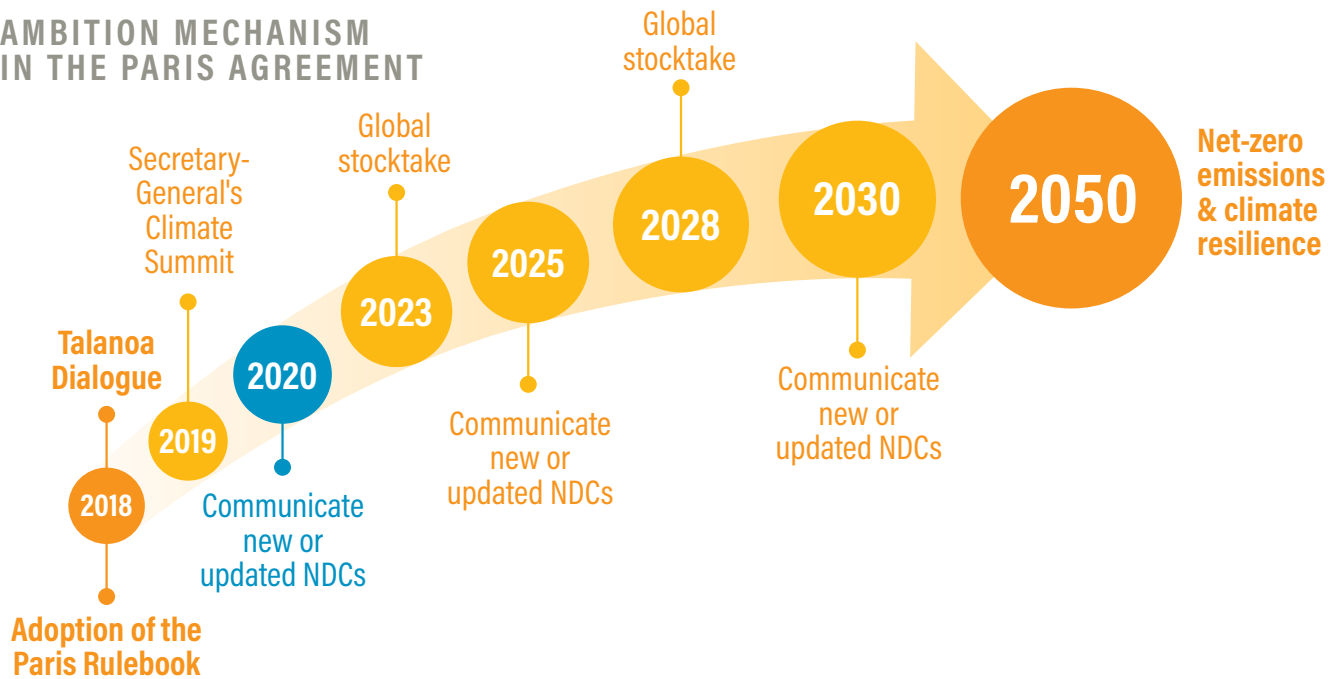 AMBITION MECHANISM
IN THE PARIS AGREEMENT
Talanoa
Dialogue
2018
Adoption of the
Paris Rulebook
Secretary-
General's
Climate
Summit
2019
2020
Communicate
new or
updated NDCs
Global
stocktake
2023
2025
Communicate
new or
updated NDCs
Global
stocktake
2028
2030
Communicate
new or
updated NDCs
2050
Net-zero
emissions
& climate
resilience